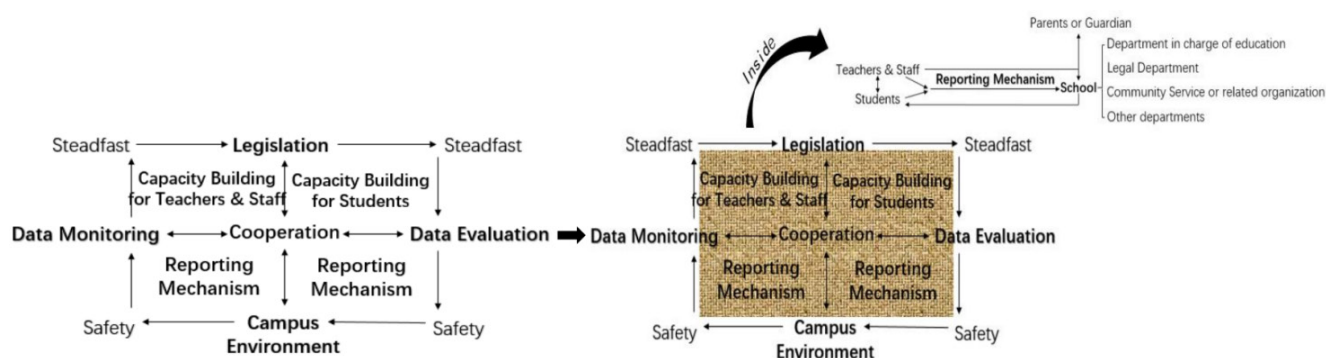 Inside
Parents or Guardian
Department in charge of education
Teachers & Staff
Legal Department
Reporting Mechanism
School
Students
Community Service or related organization
Other departments
Steadfast
Legislation
Steadfast
Capacity Building
for Teachers & Staff
Capacity Building
for Students
Data Monitoring
Cooperation
Data Evaluation
Reporting
Mechanism
Reporting
Mechanism
Safety
Campus
Environment
Safety
Steadfast
Legislation
Steadfast
Capacity Building
for Teachers & Staff
Capacity Building
for Students
Data Monitoring
Cooperation
Data Evaluation
Reporting
Mechanism
Reporting
Mechanism
Safety
Campus
Environment
Safety